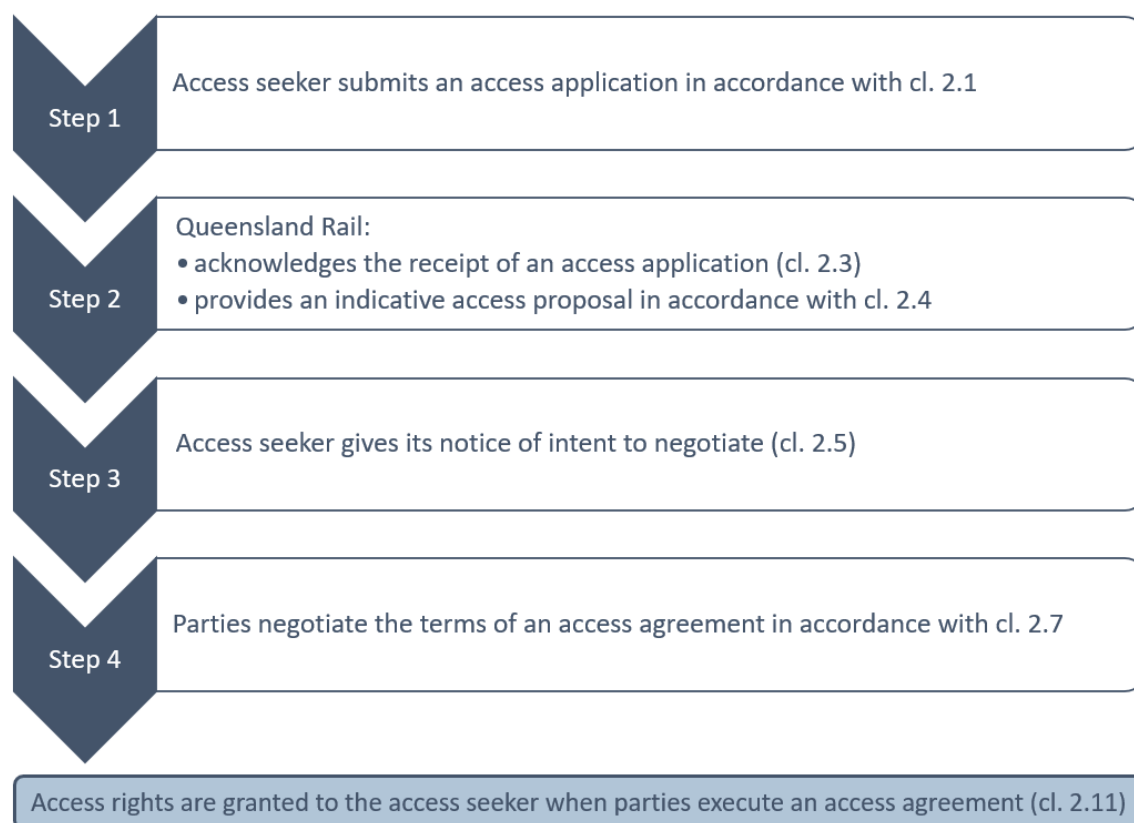 Step 1
Access seeker submits an access application in accordance with cl. 2.1
Step 2
Queensland Rail:
• acknowledges the receipt of an access application (cl. 2.3)
• provides an indicative access proposal in accordance with cl. 2.4
Step 3
Access seeker gives its notice of intent to negotiate (cl. 2.5)
Step 4
Parties negotiate the terms of an access agreement in accordance with cl. 2.7
Access rights are granted to the access seeker when parties execute an access agreement (cl. 2.11)